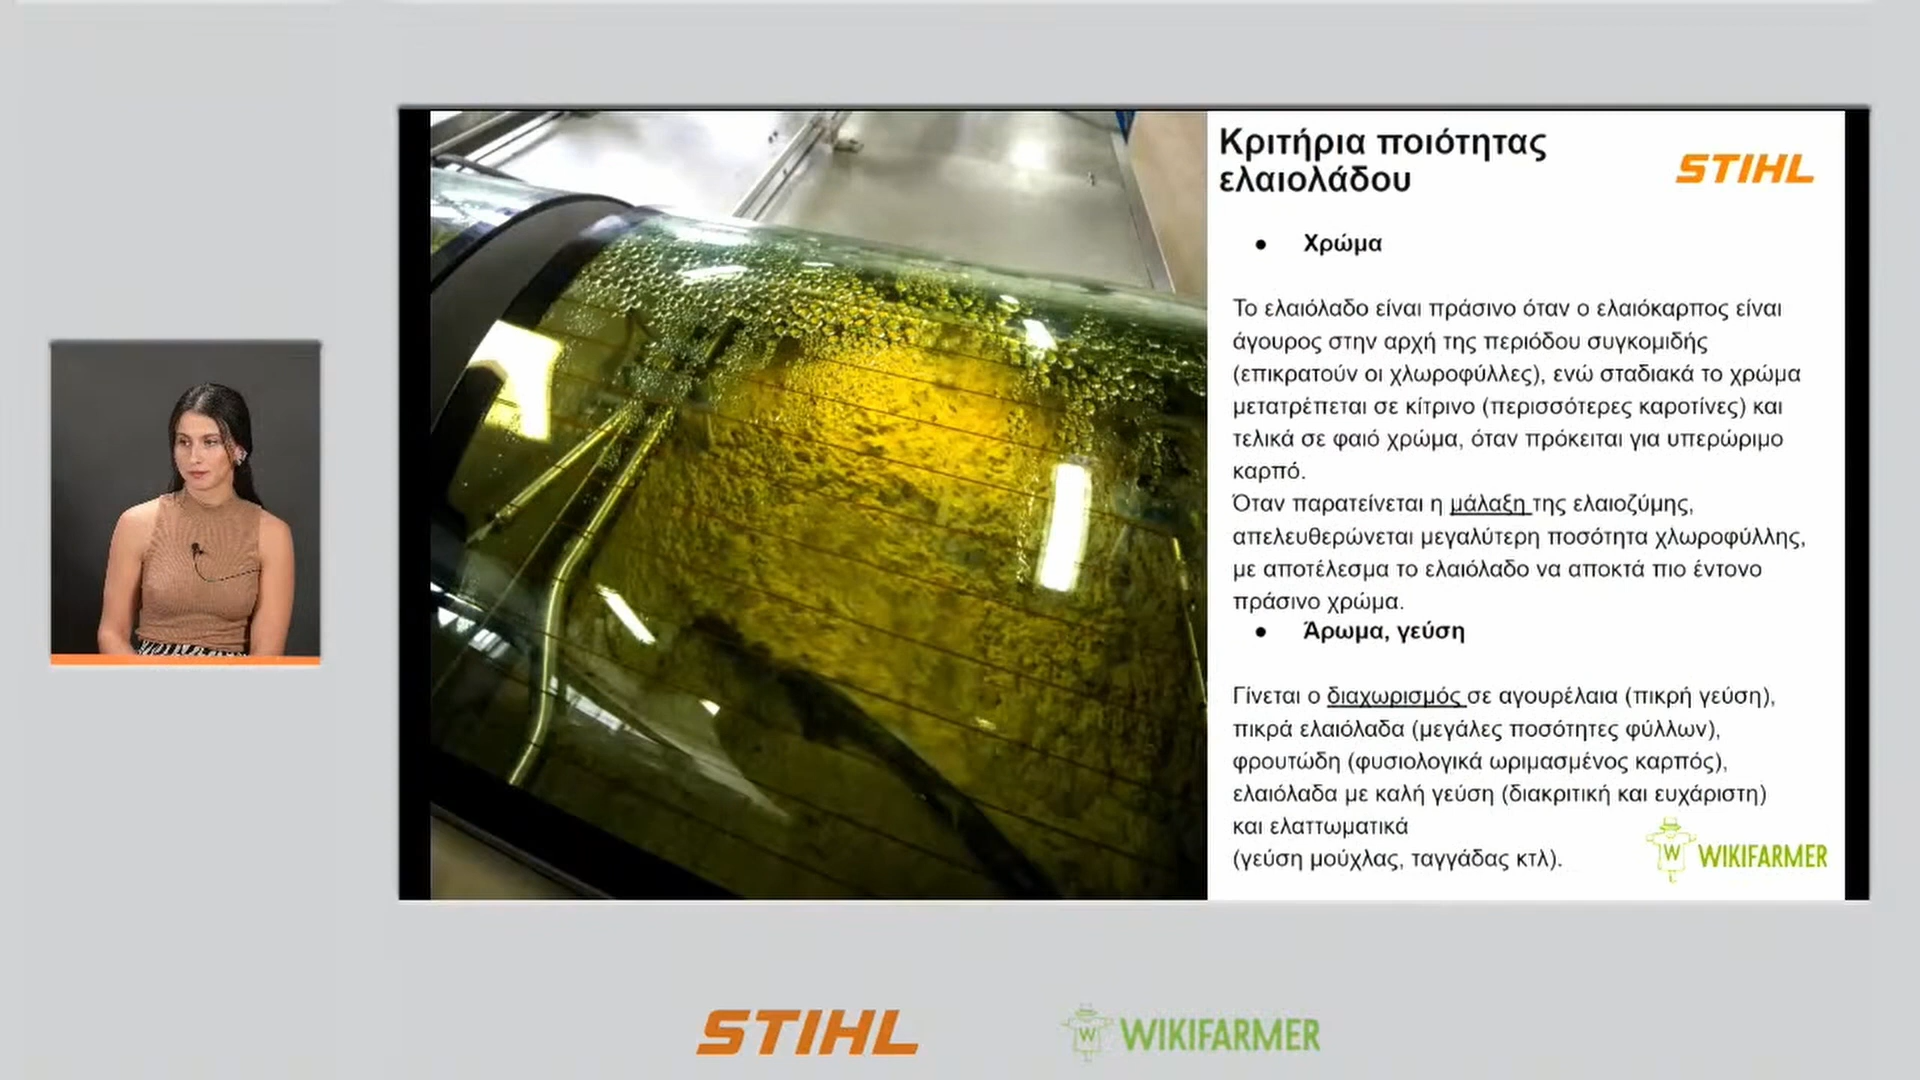 Κριτήρια ποιότητας
ελαιολάδου
STIHL
● Χρώμα
Το ελαιόλαδο είναι πράσινο όταν ο ελαιόκαρπος είναι
άγουρος στην αρχή της περιόδου συγκομιδής
(επικρατούν οι χλωροφύλλες), ενώ σταδιακά το χρώμα
μετατρέπεται σε κίτρινο (περισσότερες καροτίνες) και
τελικά σε φαιό χρώμα, όταν πρόκειται για υπερώριμο
καρπό.
Όταν παρατείνεται η μάλαξη της ελαιοζύμης,
απελευθερώνεται μεγαλύτερη ποσότητα χλωροφύλλης,
με αποτέλεσμα το ελαιόλαδο να αποκτά πιο έντονο
πράσινο χρώμα.
● Άρωμα, γεύση
Γίνεται ο διαχωρισμός σε αγουρέλαια (πικρή γεύση),
πικρά ελαιόλαδα (μεγάλες ποσότητες φύλλων),
φρουτώδη (φυσιολογικά ωριμασμένος καρπός),
ελαιόλαδα με καλή γεύση (διακριτική και ευχάριστη)
και ελαττωματικά
(γεύση μούχλας, ταγγάδας κτλ).
W WIKIFARMER
STIHL
W WIKIFARMER